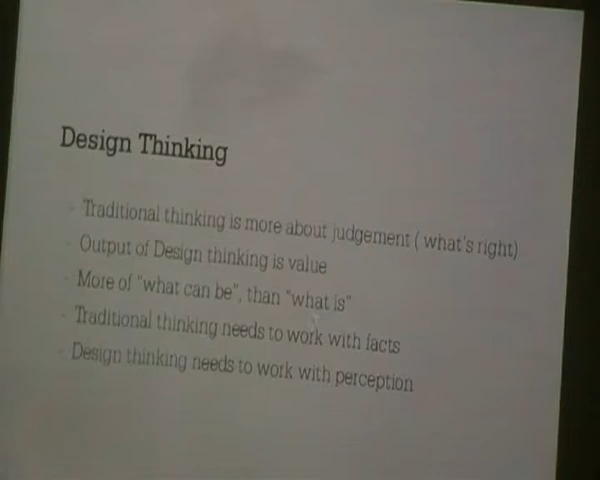 Design Thinking
- Traditional thinking is more about judgement ( what's right)
- Output of Design thinking is value
- More of "what can be", than "what is"
- Traditional thinking needs to work with facts
- Design thinking needs to work with perception